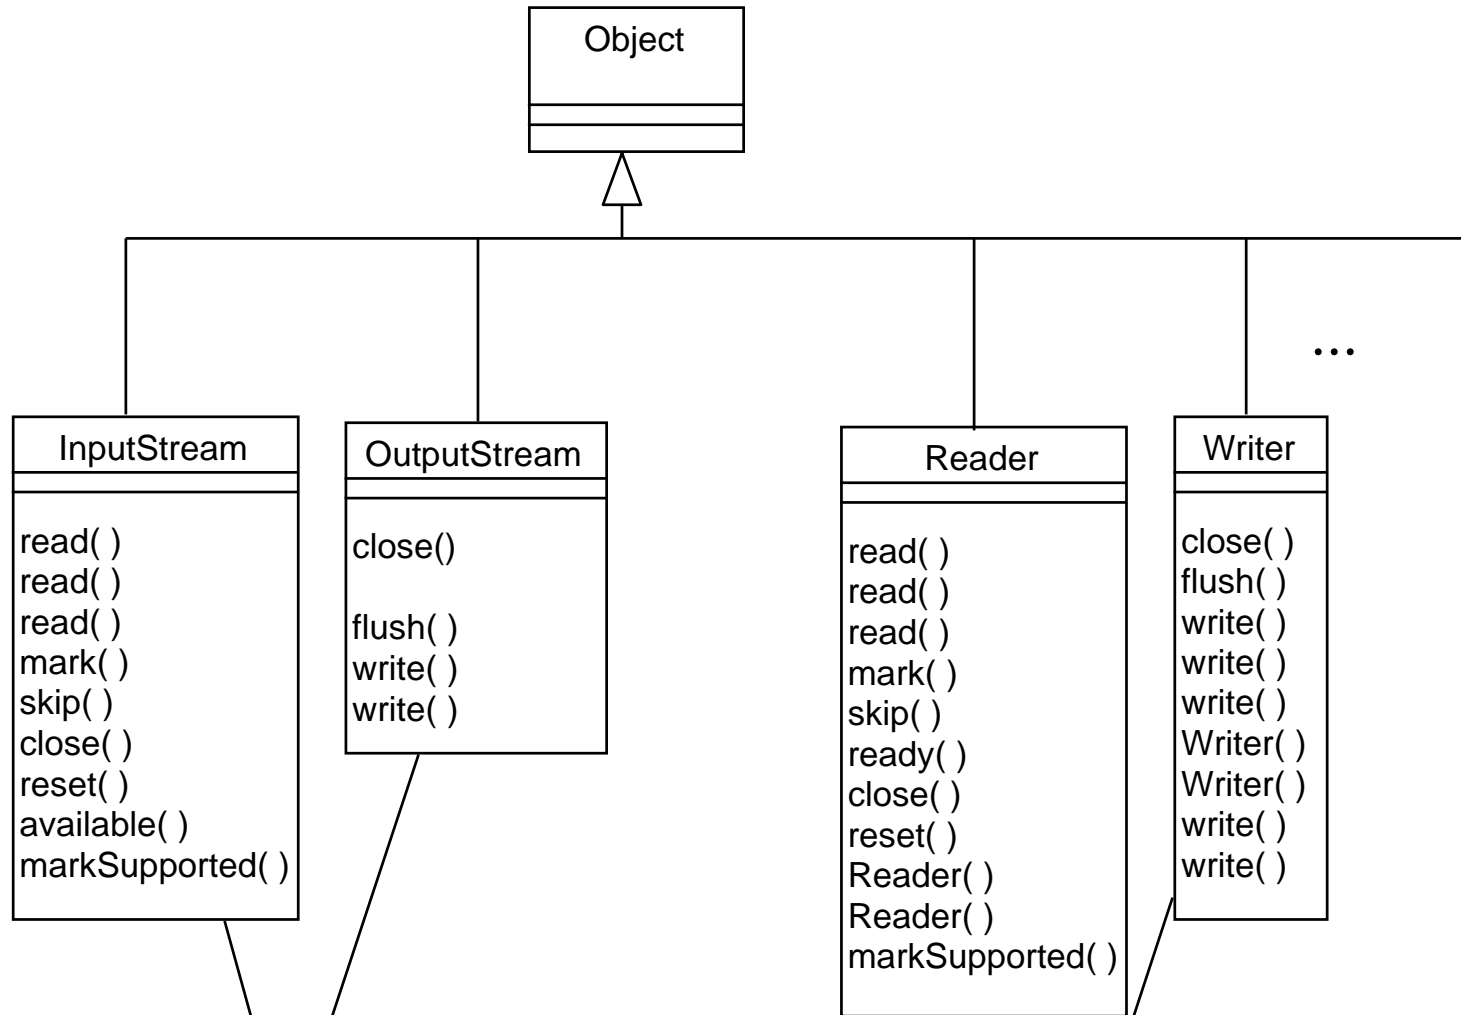 Object
...
InputStream
read( )
read( )
read( )
mark( )
skip( )
close( )
reset( )
available( )
markSupported( )
OutputStream
close()
flush( )
write( )
write( )
Reader
read( )
read( )
read( )
mark( )
skip( )
ready( )
close( )
reset( )
Reader( )
Reader( )
markSupported( )
Writer
close( )
flush( )
write( )
write( )
write( )
Writer( )
Writer( )
write( )
write( )